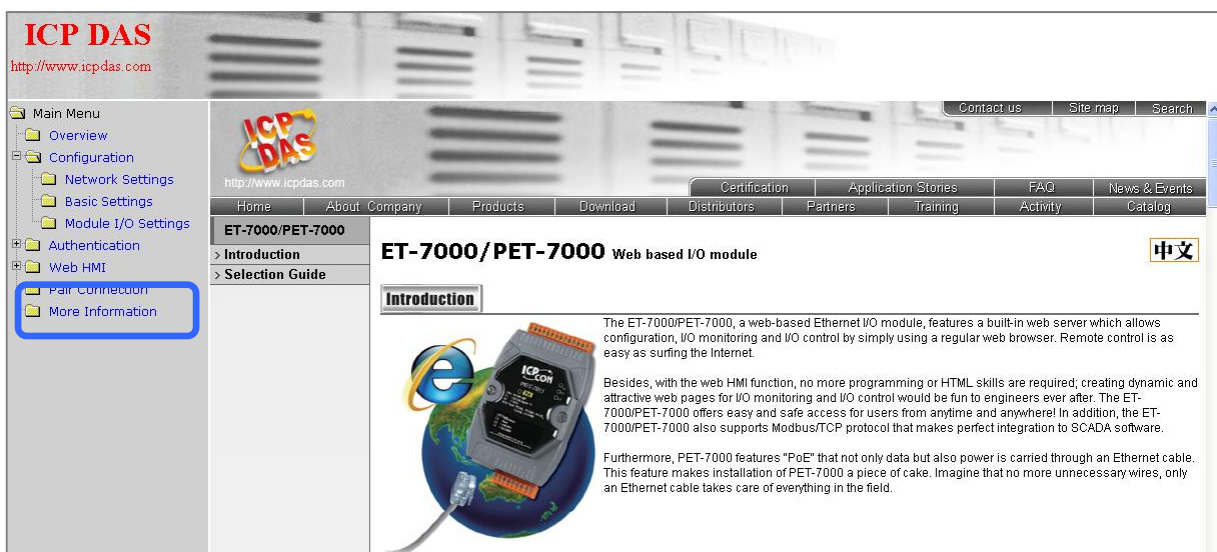 ICP DAS
http://www.icpdas.com
Main Menu
Overview
Configuration
Network Settings
Basic Settings
Module I/O Settings
Authentication
Web HMI
Pair Connection
More Information
Contact us | Site map | Search
ICP DAS
http://www.icpdas.com
Certification | Application Stories | FAQ | News & Events
Home | About Company | Products | Download | Distributors | Partners | Training | Activity | Catalog
ET-7000/PET-7000
> Introduction
> Selection Guide
ET-7000/PET-7000 Web based I/O module
中文
Introduction
The ET-7000/PET-7000, a web-based Ethernet I/O module, features a built-in web server which allows
configuration, I/O monitoring and I/O control by simply using a regular web browser. Remote control is as
easy as surfing the Internet.
Besides, with the web HMI function, no more programming or HTML skills are required; creating dynamic and
attractive web pages for I/O monitoring and I/O control would be fun to engineers ever after. The ET-
7000/PET-7000 offers easy and safe access for users from anytime and anywhere! In addition, the ET-
7000/PET-7000 also supports Modbus/TCP protocol that makes perfect integration to SCADA software.
Furthermore, PET-7000 features "PoE" that not only data but also power is carried through an Ethernet cable.
This feature makes installation of PET-7000 a piece of cake. Imagine that no more unnecessary wires, only
an Ethernet cable takes care of everything in the field.
ICP
CON